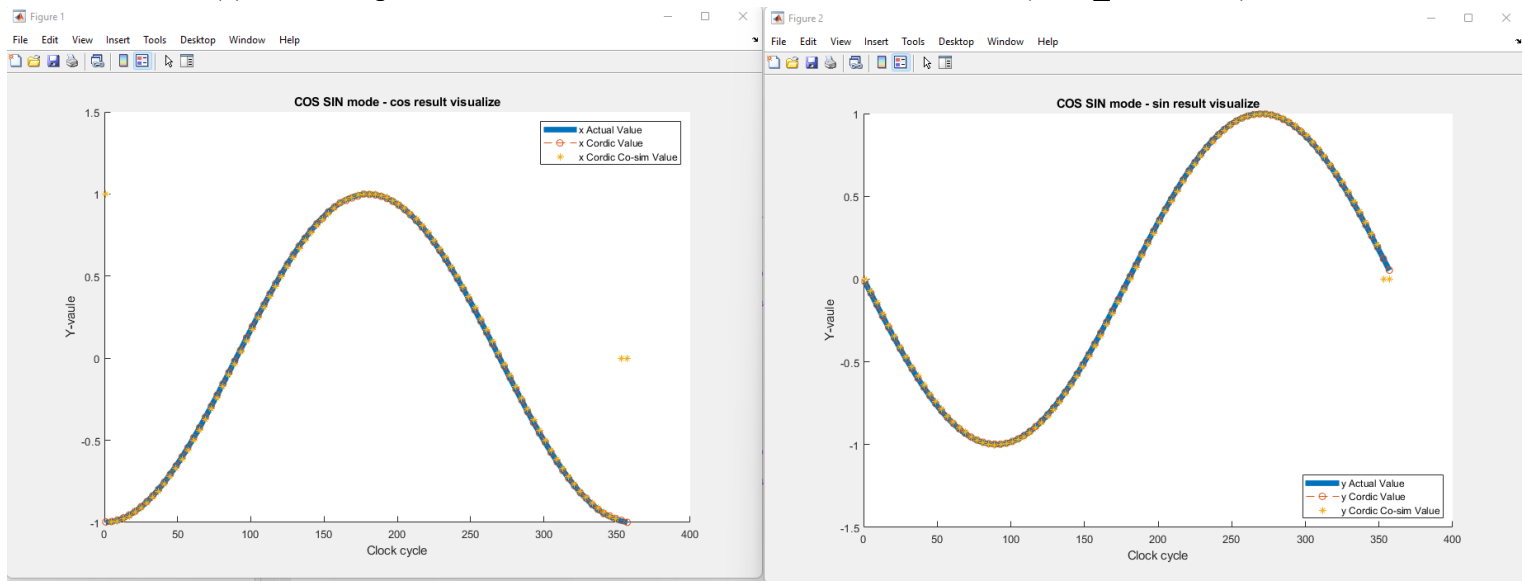 Figure 1
File Edit View Insert Tools Desktop Window Help
COS SIN mode - cos result visualize
x Actual Value
x Cordic Value
x Cordic Co-sim Value
1.5
1
0.5
0
-0.5
-1
Y-vaule
0 50 100 150 200 250 300 350 400
Clock cycle
Figure 2
File Edit View Insert Tools Desktop Window Help
COS SIN mode - sin result visualize
1
0.5
0
-0.5
-1
-1.5
Y-vaule
y Actual Value
y Cordic Value
y Cordic Co-sim Value
0 50 100 150 200 250 300 350 400
Clock cycle